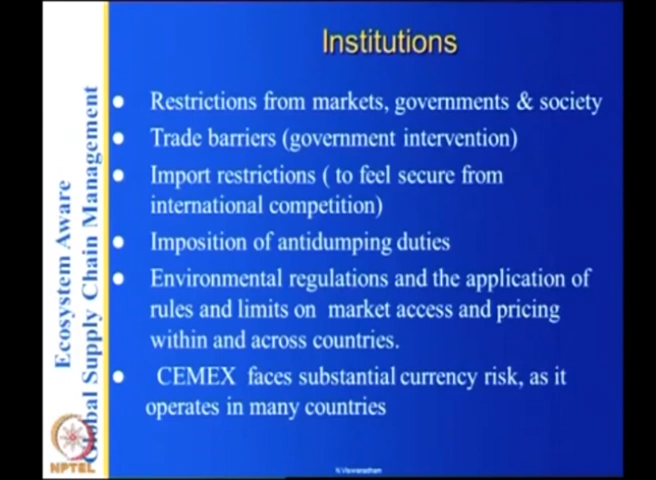 Institutions
Restrictions from markets, governments & society
Trade barriers (government intervention)
Import restrictions ( to feel secure from
international competition)
Imposition of antidumping duties
Environmental regulations and the application of
rules and limits on market access and pricing
within and across countries.
CEMEX faces substantial currency risk, as it
operates in many countries
Ecosystem Aware
Global Supply Chain Management
NPTEL
N.Viswanadham